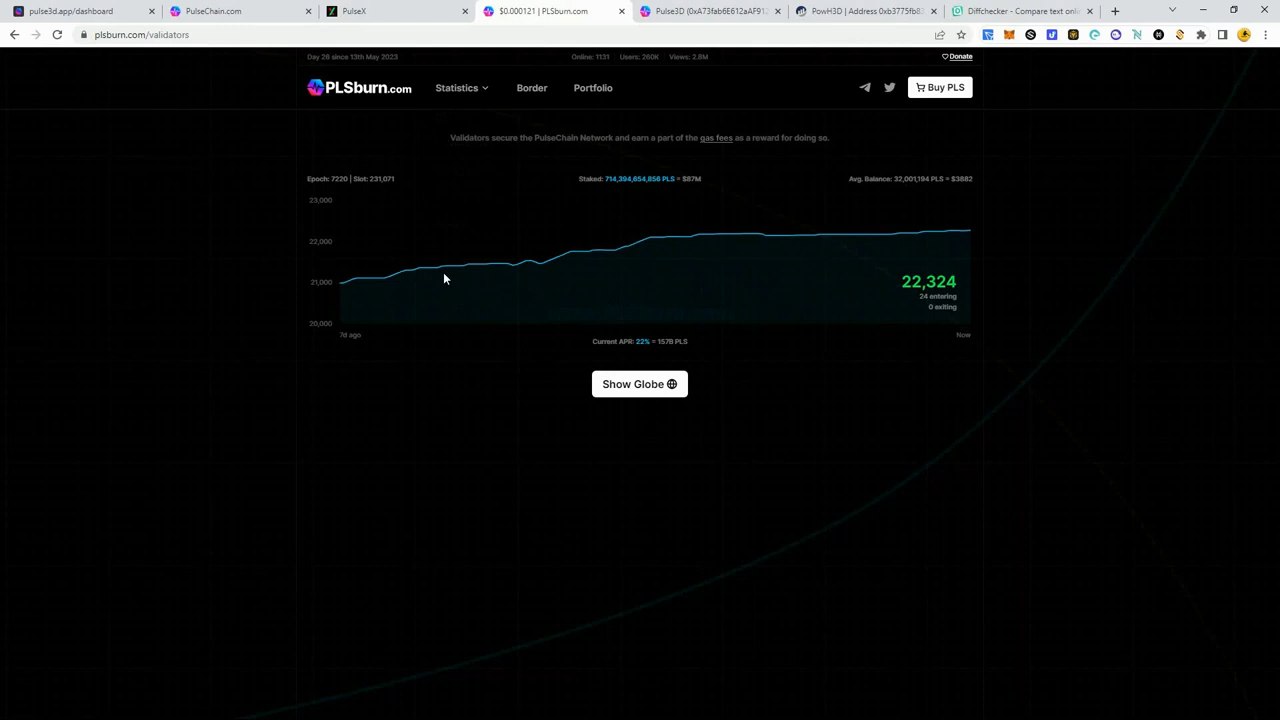 pulse3d.app/dashboard
PulseChain.com
PulseX
$0.000121 | PLSburn.com
Pulse3D (0xA73fab6E612aAF912
PowH3D | Address 0xb3775fb8
Diffchecker - Compare text onlin
plsburn.com/validators
Day 26 since 13th May 2023
Online: 1131 Users: 260K Views: 2.8M
Donate
PLSburn.com
Statistics
Border
Portfolio
Buy PLS
Validators secure the PulseChain Network and earn a part of the gas fees as a reward for doing so.
Epoch: 7220 | Slot: 231,071
Staked: 714,394,654,856 PLS = $87M
Avg. Balance: 32,001,194 PLS = $3882
23,000
22,000
21,000
20,000
22,324
24 entering
0 exiting
7d ago
Now
Current APR: 22% = 157B PLS
Show Globe